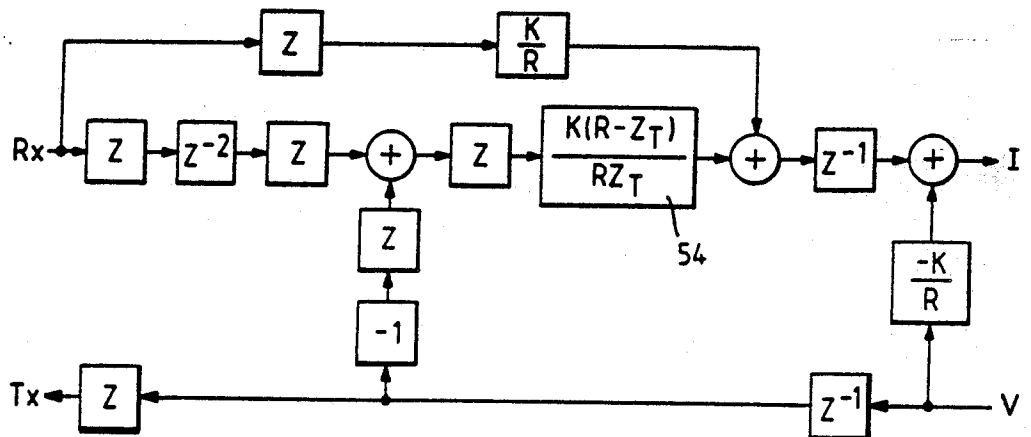 Z
K
R
Rx
Z
Z⁻²
Z
+
Z
K(R-Z_T)
RZ_T
+
Z⁻¹
+
I
Z
54
-K
R
-1
Tx
Z
Z⁻¹
V